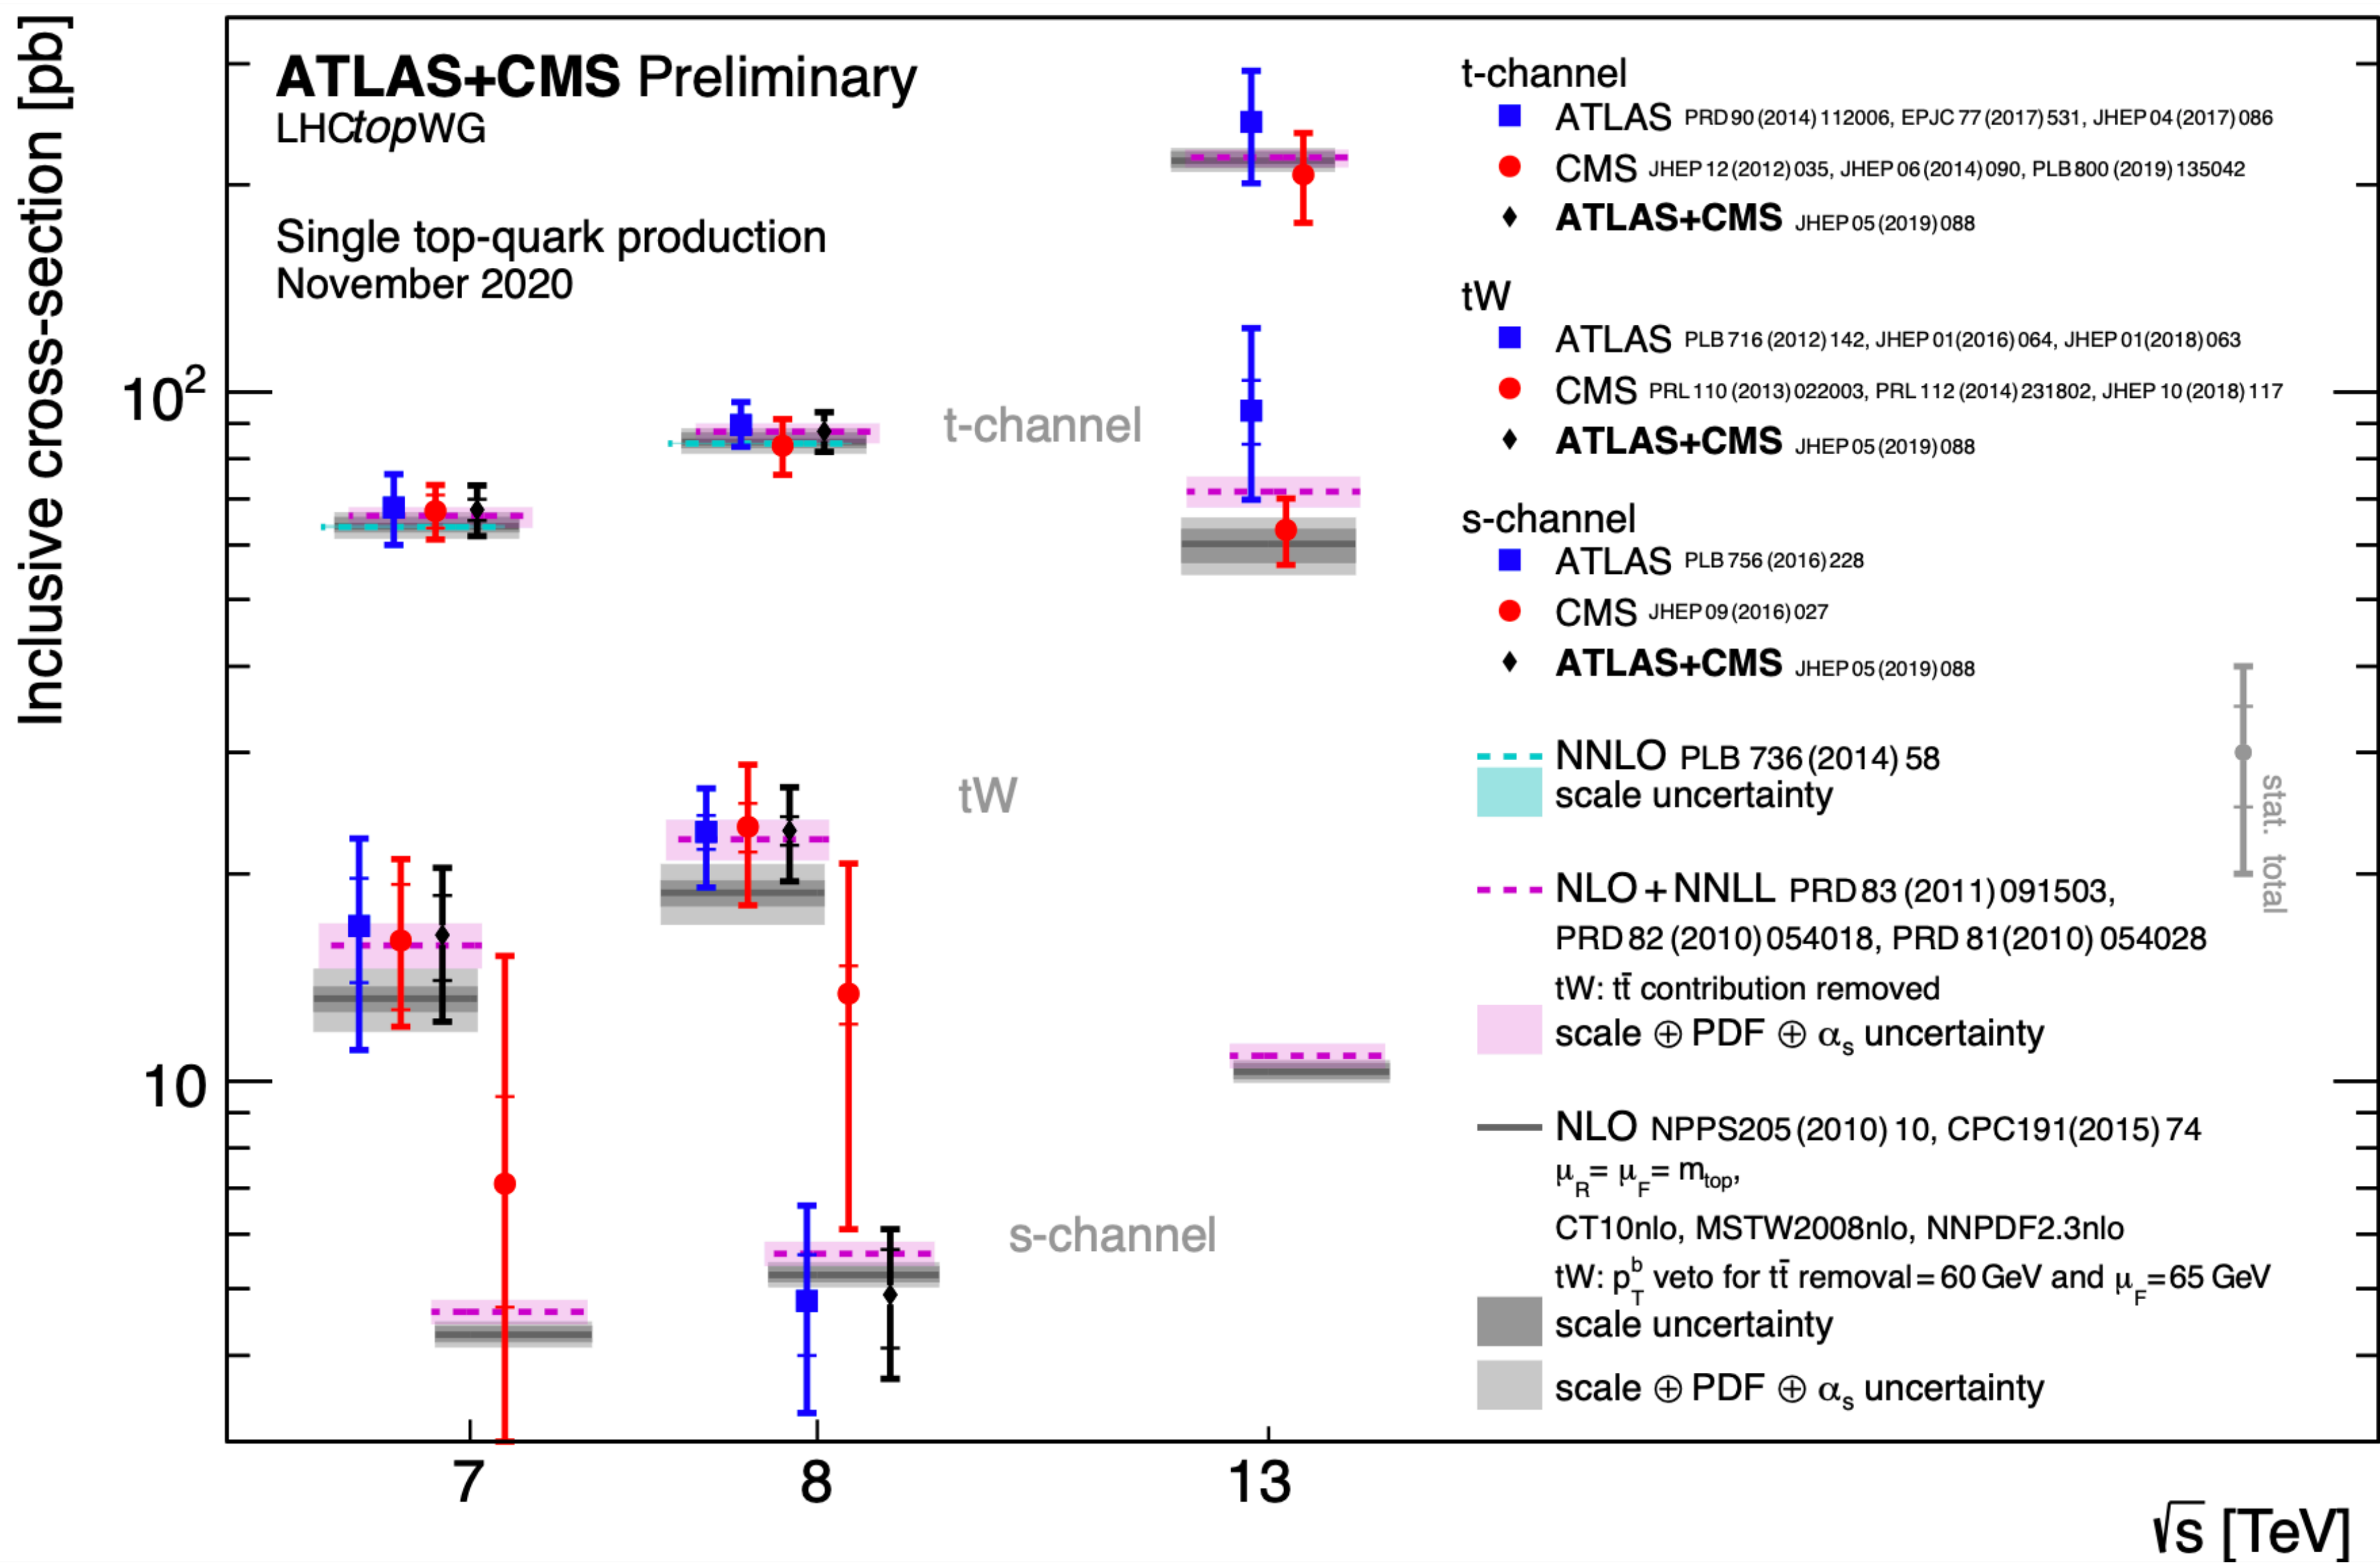 Inclusive cross-section [pb]
10²
10
ATLAS+CMS Preliminary
LHCtopWG
Single top-quark production
November 2020
t-channel
tW
s-channel
t-channel
ATLAS PRD 90 (2014) 112006, EPJC 77 (2017) 531, JHEP 04 (2017) 086
CMS JHEP 12 (2012) 035, JHEP 06 (2014) 090, PLB 800 (2019) 135042
ATLAS+CMS JHEP 05 (2019) 088
tW
ATLAS PLB 716 (2012) 142, JHEP 01 (2016) 064, JHEP 01 (2018) 063
CMS PRL 110 (2013) 022003, PRL 112 (2014) 231802, JHEP 10 (2018) 117
ATLAS+CMS JHEP 05 (2019) 088
s-channel
ATLAS PLB 756 (2016) 228
CMS JHEP 09 (2016) 027
ATLAS+CMS JHEP 05 (2019) 088
NNLO PLB 736 (2014) 58
scale uncertainty
NLO + NNLL PRD 83 (2011) 091503,
PRD 82 (2010) 054018, PRD 81 (2010) 054028
tW: tt̄ contribution removed
scale ⊕ PDF ⊕ αₛ uncertainty
NLO NPPS205 (2010) 10, CPC191 (2015) 74
μ_R = μ_F = m_top,
CT10nlo, MSTW2008nlo, NNPDF2.3nlo
tW: p_T^b veto for tt̄ removal = 60 GeV and μ_F = 65 GeV
scale uncertainty
scale ⊕ PDF ⊕ αₛ uncertainty
stat. total
7 8 13
√s [TeV]